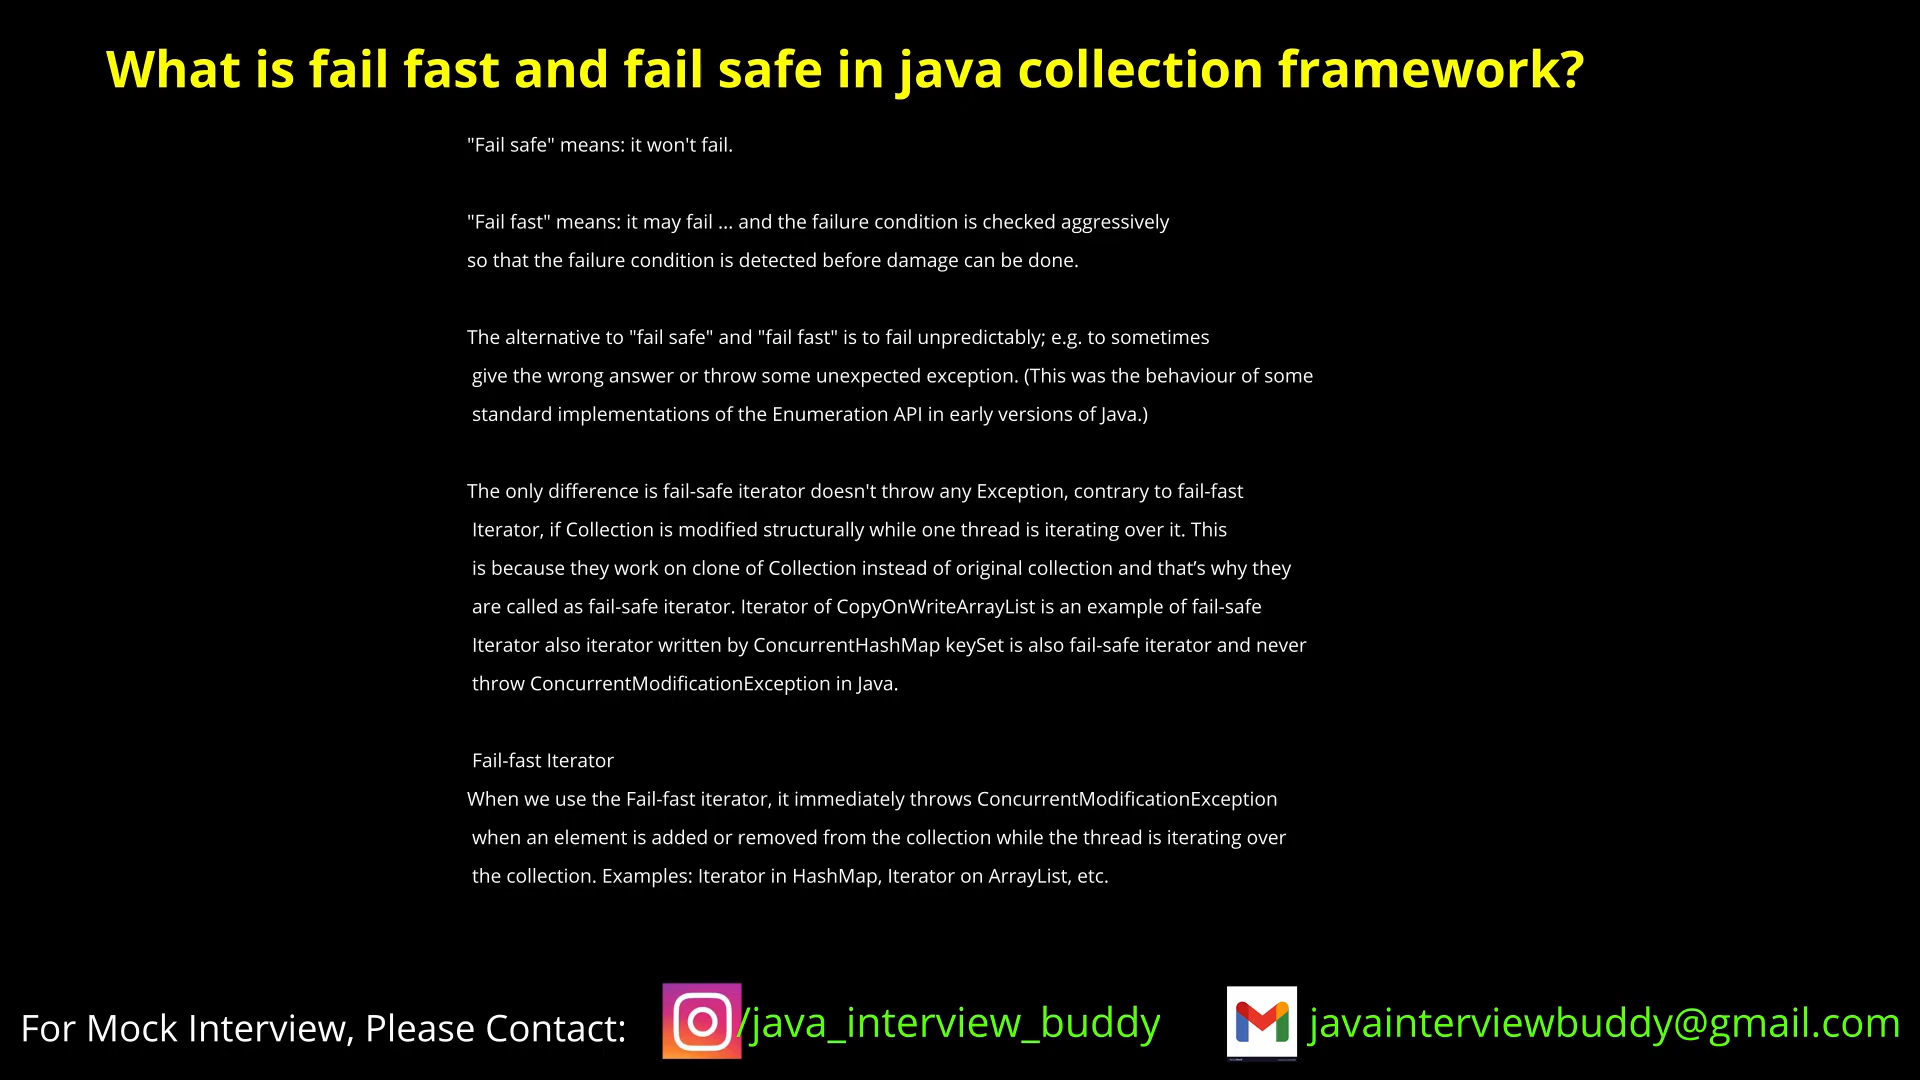 What is fail fast and fail safe in java collection framework?
"Fail safe" means: it won't fail.
"Fail fast" means: it may fail ... and the failure condition is checked aggressively
so that the failure condition is detected before damage can be done.
The alternative to "fail safe" and "fail fast" is to fail unpredictably; e.g. to sometimes
give the wrong answer or throw some unexpected exception. (This was the behaviour of some
standard implementations of the Enumeration API in early versions of Java.)
The only difference is fail-safe iterator doesn't throw any Exception, contrary to fail-fast
Iterator, if Collection is modified structurally while one thread is iterating over it. This
is because they work on clone of Collection instead of original collection and that’s why they
are called as fail-safe iterator. Iterator of CopyOnWriteArrayList is an example of fail-safe
Iterator also iterator written by ConcurrentHashMap keySet is also fail-safe iterator and never
throw ConcurrentModificationException in Java.
Fail-fast Iterator
When we use the Fail-fast iterator, it immediately throws ConcurrentModificationException
when an element is added or removed from the collection while the thread is iterating over
the collection. Examples: Iterator in HashMap, Iterator on ArrayList, etc.
For Mock Interview, Please Contact: /java_interview_buddy javainterviewbuddy@gmail.com